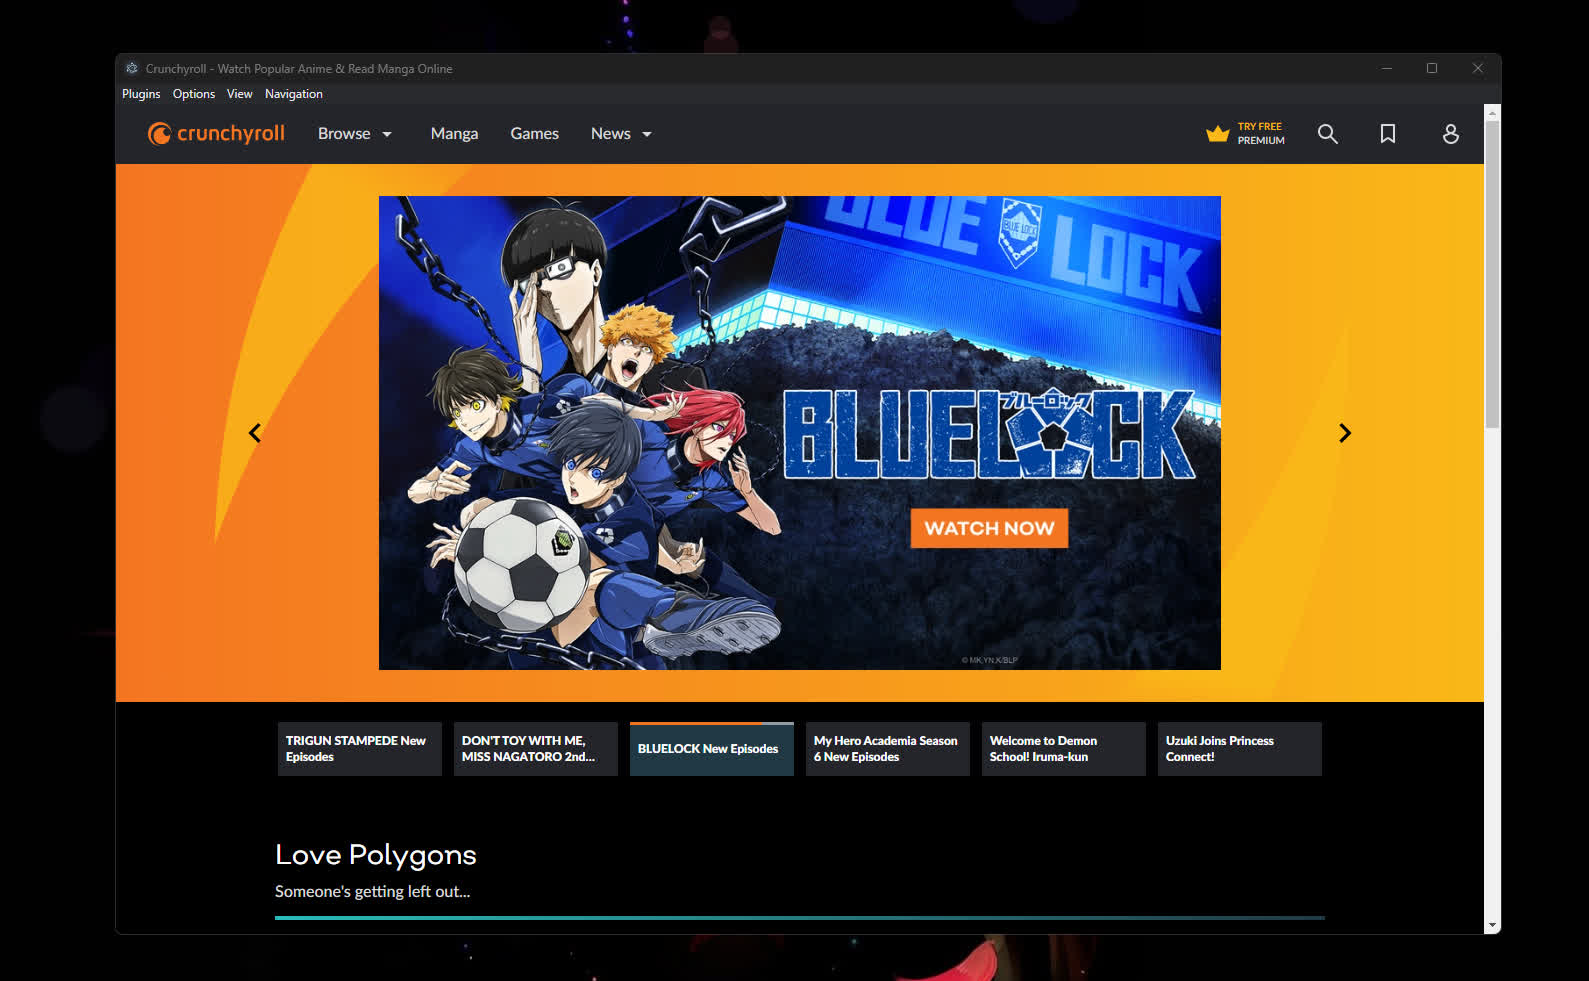 Crunchyroll - Watch Popular Anime & Read Manga Online
Plugins Options View Navigation
crunchyroll Browse Manga Games News
TRY FREE
PREMIUM
BLUE LOCK
BLUE LOCK
ブルーロック
BLUELOCK
WATCH NOW
© MK,YN,K/BLP
TRIGUN STAMPEDE New
Episodes
DON'T TOY WITH ME,
MISS NAGATORO 2nd...
BLUELOCK New Episodes
My Hero Academia Season
6 New Episodes
Welcome to Demon
School! Iruma-kun
Uzuki Joins Princess
Connect!
Love Polygons
Someone's getting left out...